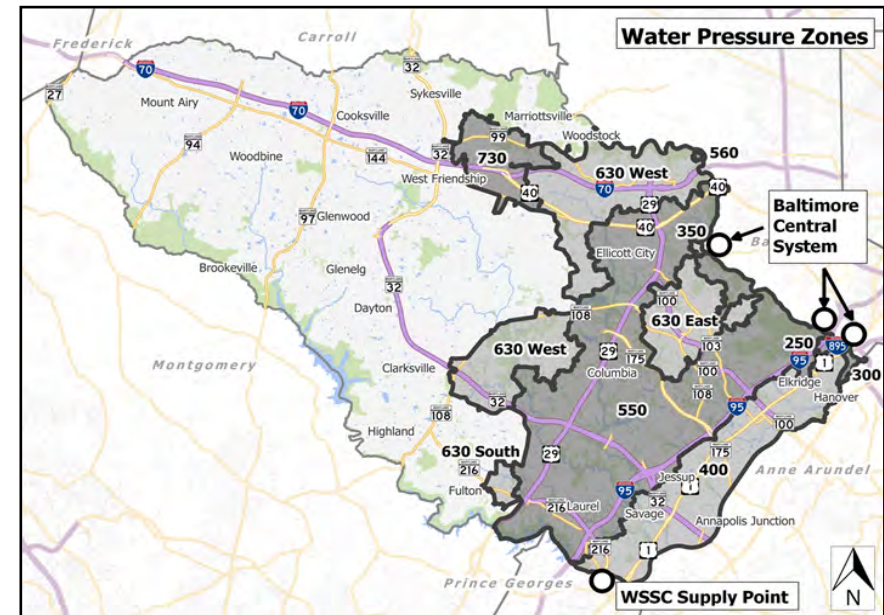 Water Pressure Zones
Frederick
Carroll
70
32
27
Mount Airy
70
Cooksville
Sykesville
Marriottsville
94
Woodbine
144
32
99
730
Woodstock
560
630 West
West Friendship
40
70
29
40
40
Baltimore
Central
System
350
Ba
97
Glenwood
Ellicott City
Brookeville
Glenelg
32
Dayton
108
100
630 East
630 West
29
175
103
250
895
95
1
300
Columbia
100
Elkridge
Hanover
Clarksville
32
108
95
550
100
Montgomery
108
Highland
630 South
29
175
400
Anne Arundel
216
Fulton
Jessup
1
95
32
216
Laurel
Savage
Annapolis Junction
216
1
Prince Georges
WSSC Supply Point
N